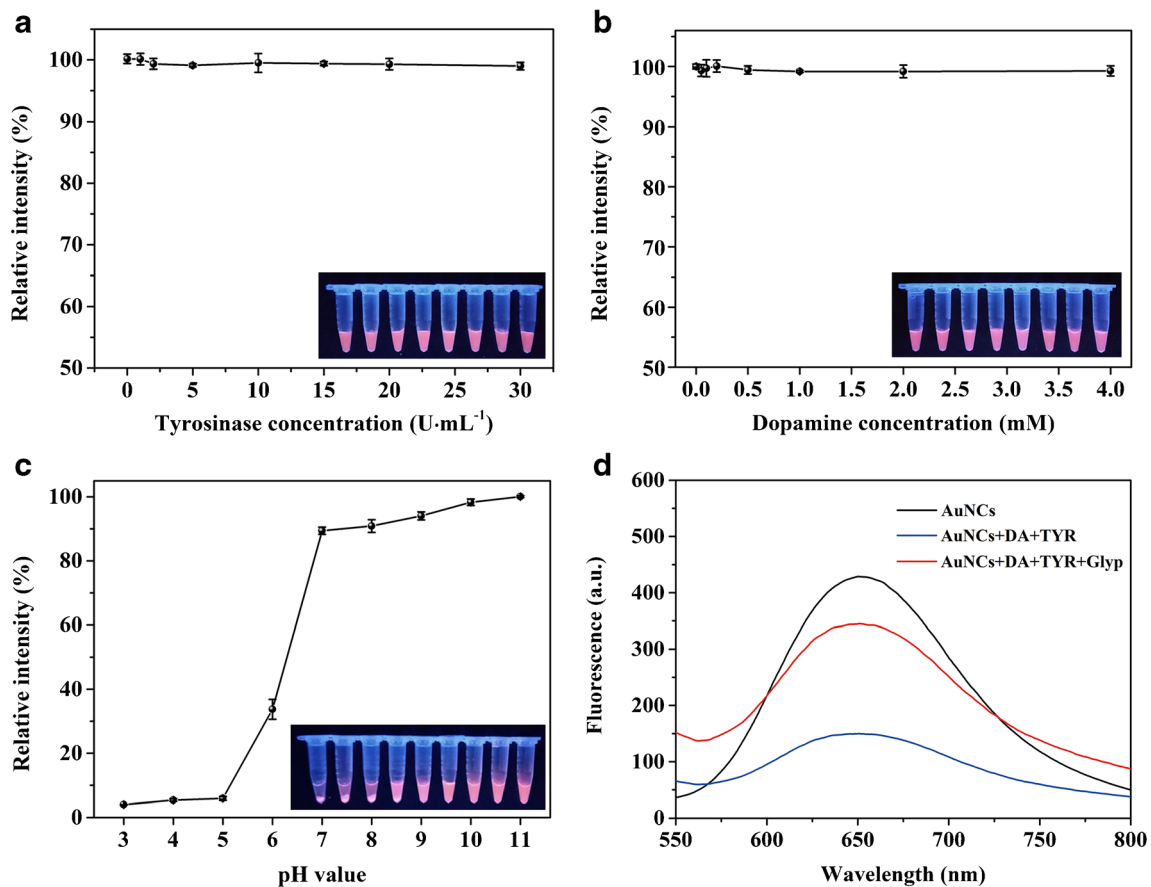 a
100
90
80
70
60
50
Relative intensity (%)
0 5 10 15 20 25 30
Tyrosinase concentration (U·mL⁻¹)
b
100
90
80
70
60
50
Relative intensity (%)
0.0 0.5 1.0 1.5 2.0 2.5 3.0 3.5 4.0
Dopamine concentration (mM)
c
100
80
60
40
20
0
Relative intensity (%)
3 4 5 6 7 8 9 10 11
pH value
d
600
500
400
300
200
100
0
Fluorescence (a.u.)
AuNCs
AuNCs+DA+TYR
AuNCs+DA+TYR+Glyp
550 600 650 700 750 800
Wavelength (nm)